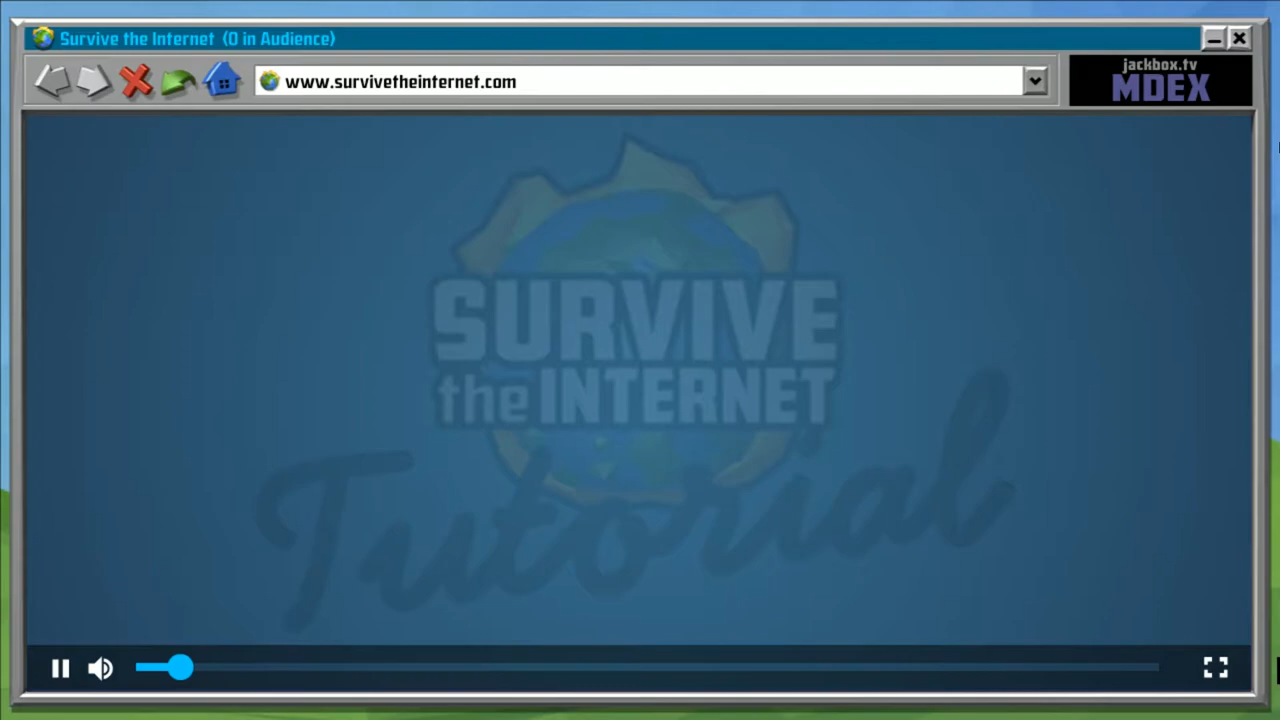 Survive the Internet (0 in Audience)
www.survivetheinternet.com
jackbox.tv
MDEX
SURVIVE
the INTERNET
Tutorial